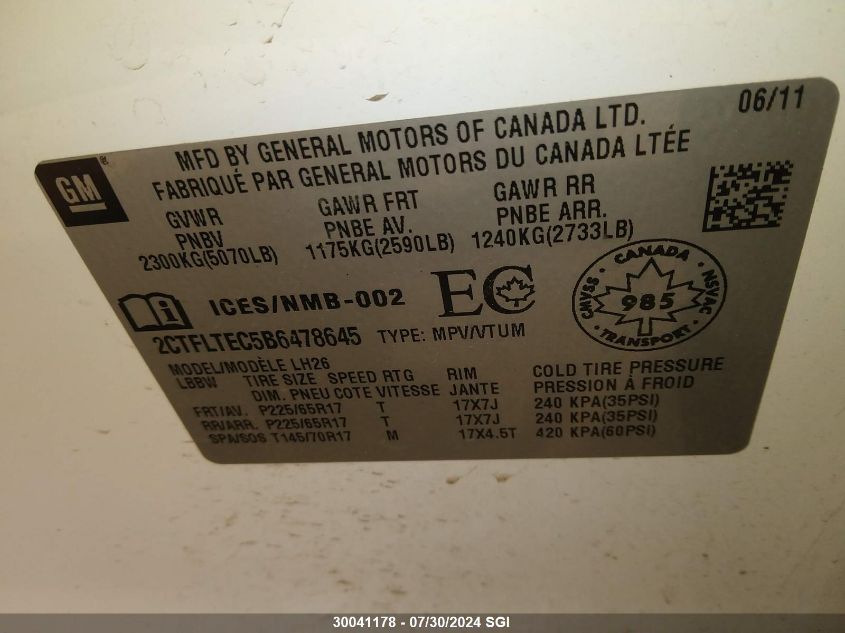 06/11
GM
MFD BY GENERAL MOTORS OF CANADA LTD.
FABRIQUÉ PAR GENERAL MOTORS DU CANADA LTÉE
GVWR GAWR FRT GAWR RR
PNBV PNBE AV. PNBE ARR.
2300KG(5070LB) 1175KG(2590LB) 1240KG(2733LB)
ICES/NMB-002 EC
CANADA
CMVSS 985 NSVAC
TRANSPORT
2CTFLTEC5B6478645 TYPE: MPV/VTUM
MODEL/MODÈLE LH26
LBBW TIRE SIZE SPEED RTG RIM COLD TIRE PRESSURE
DIM. PNEU COTE VITESSE JANTE PRESSION À FROID
FRT/AV. P225/65R17 T 17X7J 240 KPA(35PSI)
RR/ARR. P225/65R17 T 17X7J 240 KPA(35PSI)
SPA/SOS T145/70R17 M 17X4.5T 420 KPA(60PSI)
30041178 - 07/30/2024 SGI